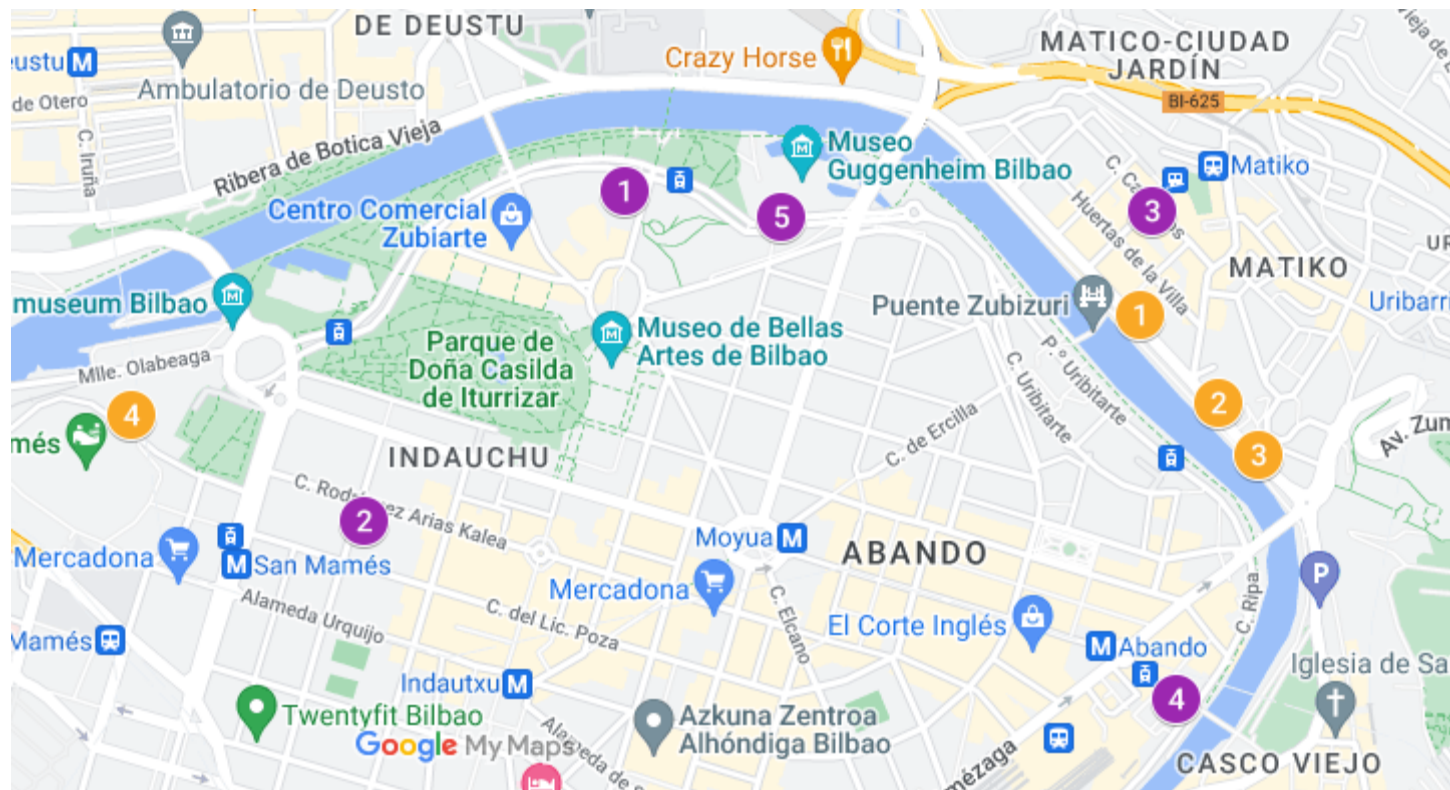 DE DEUSTU
Crazy Horse
MATICO-CIUDAD
JARDÍN
BI-625
ustu M
Ambulatorio de Deusto
de Otero
C. Iruña
Ribera de Botica Vieja
Museo
Guggenheim Bilbao
Matiko
1
5
3
Huertas de la Villa
Centro Comercial
Zubiarte
MATIKO
Uribarr
museum Bilbao
Puente Zubizuri
1
Museo de Bellas
Artes de Bilbao
Parque de
Doña Casilda
de Iturrizar
Mlle. Olabeaga
P.º Uribitarte
C. Uribitarte
4
més
2
3
C. de Ercilla
Av. Zum
INDAUCHU
2
Arias Kalea
Moyua M
ABANDO
Mercadona
M San Mamés
Mercadona
P
Alameda Urquijo
C. del Lic. Poza
C. Elcano
El Corte Inglés
C. Ripa
Mamés
M Abando
Iglesia de Sa
Indautxu M
4
Twentyfit Bilbao
Azkuna Zentroa
Alhóndiga Bilbao
Google My Maps
Alameda de
CASCO VIEJO